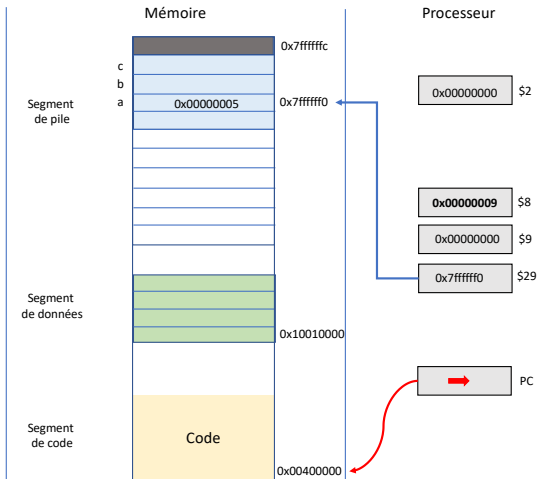 Mémoire
Processeur
0x7ffffffc
c
b
a
0x00000005
0x7ffffff0
Segment
de pile
0x00000000
$2
0x00000009
$8
0x00000000
$9
0x7ffffff0
$29
Segment
de données
0x10010000
PC
Segment
de code
Code
0x00400000